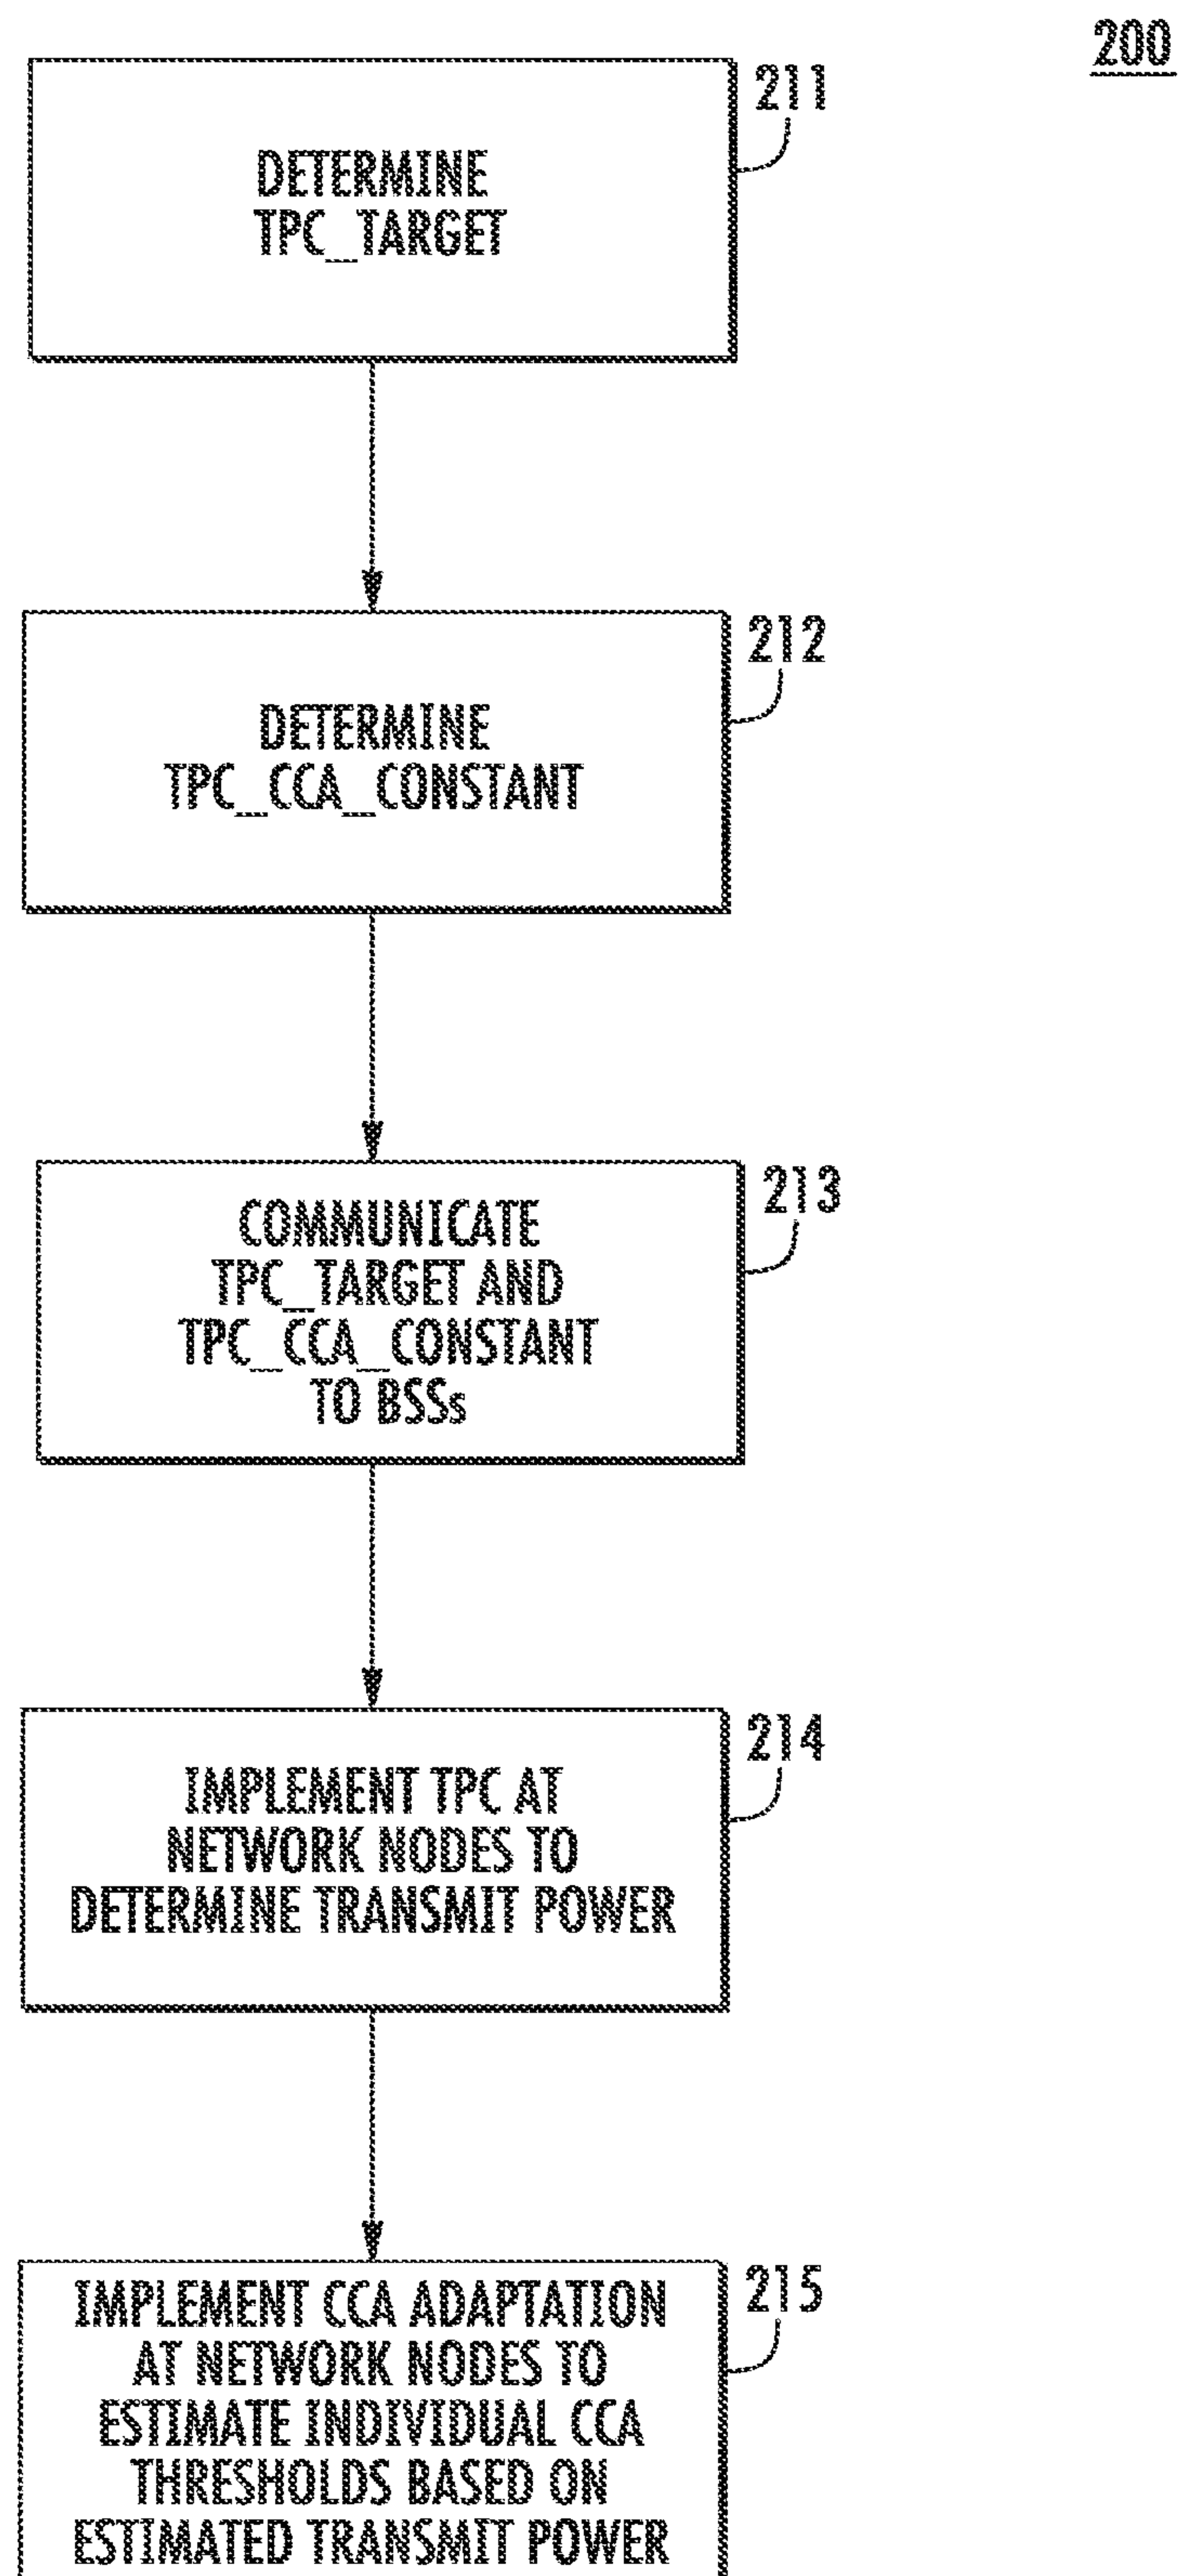 200
211
DETERMINE
TPC_TARGET
212
DETERMINE
TPC_CCA_CONSTANT
213
COMMUNICATE
TPC_TARGET AND
TPC_CCA_CONSTANT
TO BSSs
214
IMPLEMENT TPC AT
NETWORK NODES TO
DETERMINE TRANSMIT POWER
215
IMPLEMENT CCA ADAPTATION
AT NETWORK NODES TO
ESTIMATE INDIVIDUAL CCA
THRESHOLDS BASED ON
ESTIMATED TRANSMIT POWER